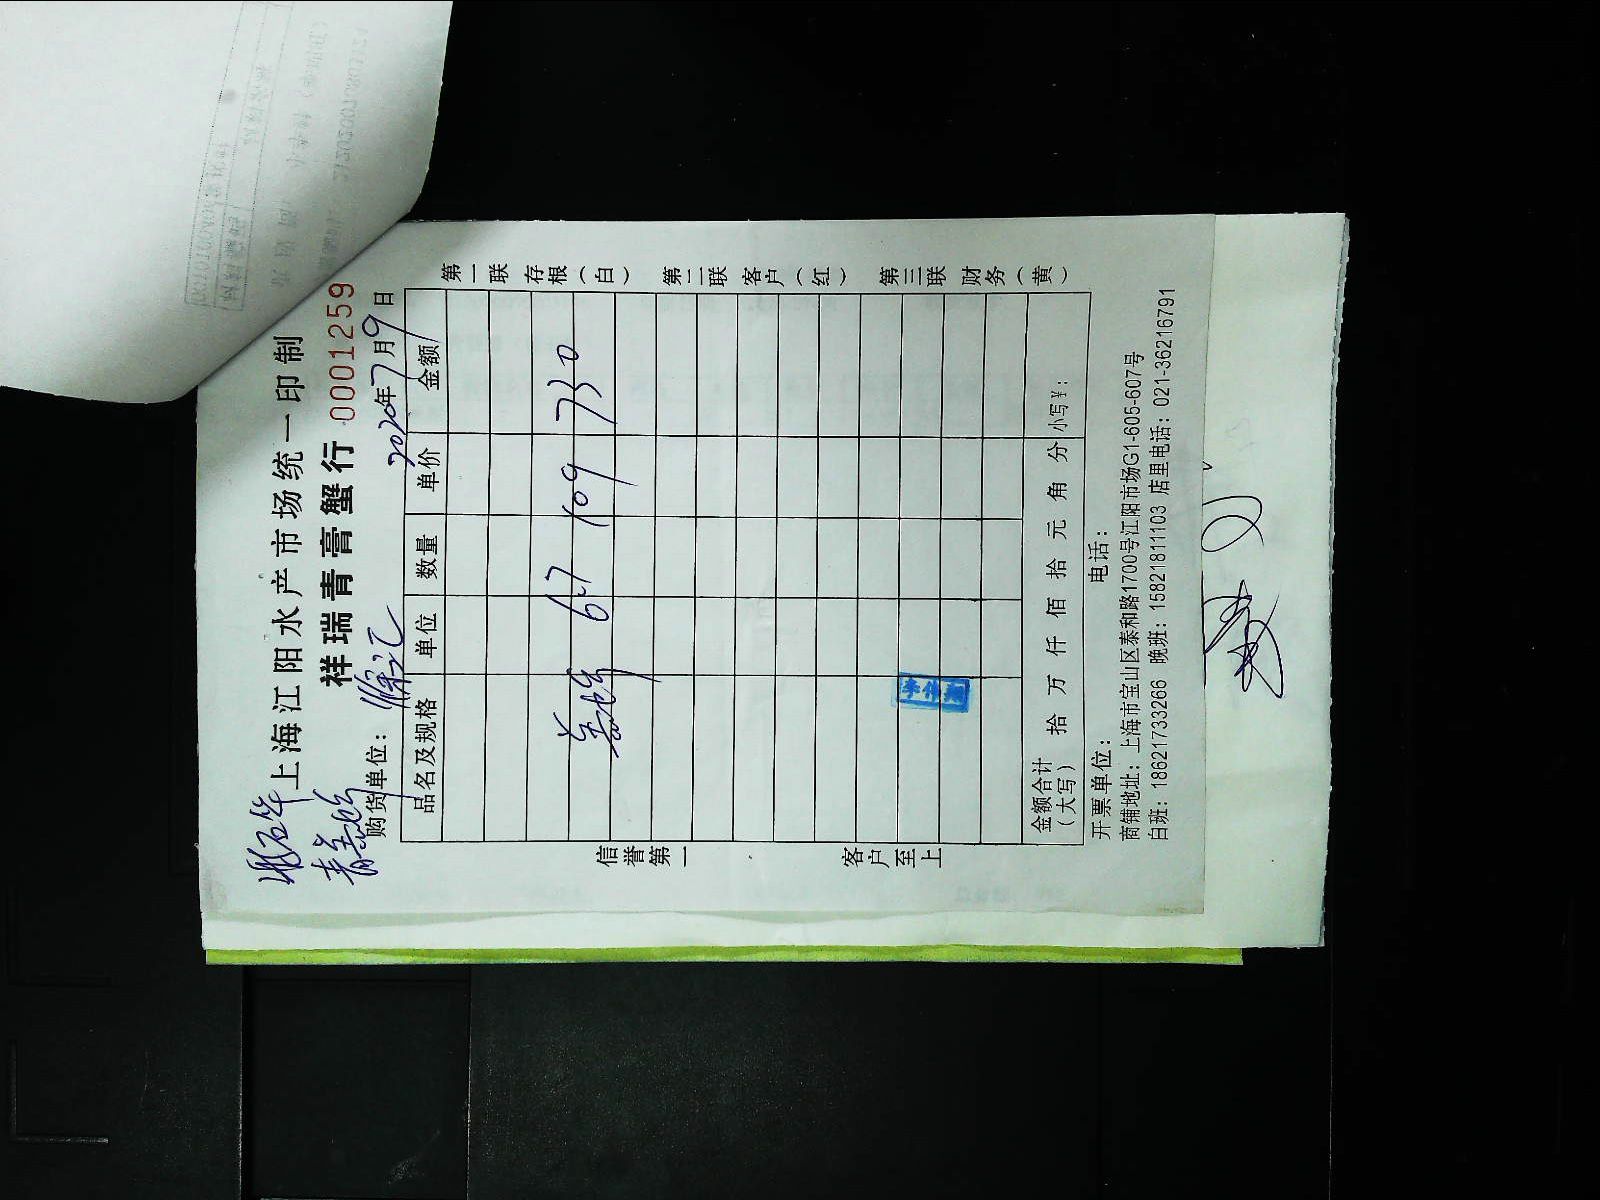 上海江阳水产市场统一印制
祥瑞青膏蟹行 0001259
购货单位： 徐汇 2020年7月9日
品名及规格 单位 数量 单价 金额
6.7 109 730
李伟翔
金额合计（大写） 拾 万 仟 佰 拾 元 角 分 小写¥：
开票单位： 电话：
商铺地址：上海市宝山区泰和路1700号江阳市场G1-605-607号
白班：18621733266 晚班：15821811103 店里电话：021-36216791
第一联 存根（白） 第二联 客户（红） 第三联 财务（黄）
信誉第一 客户至上